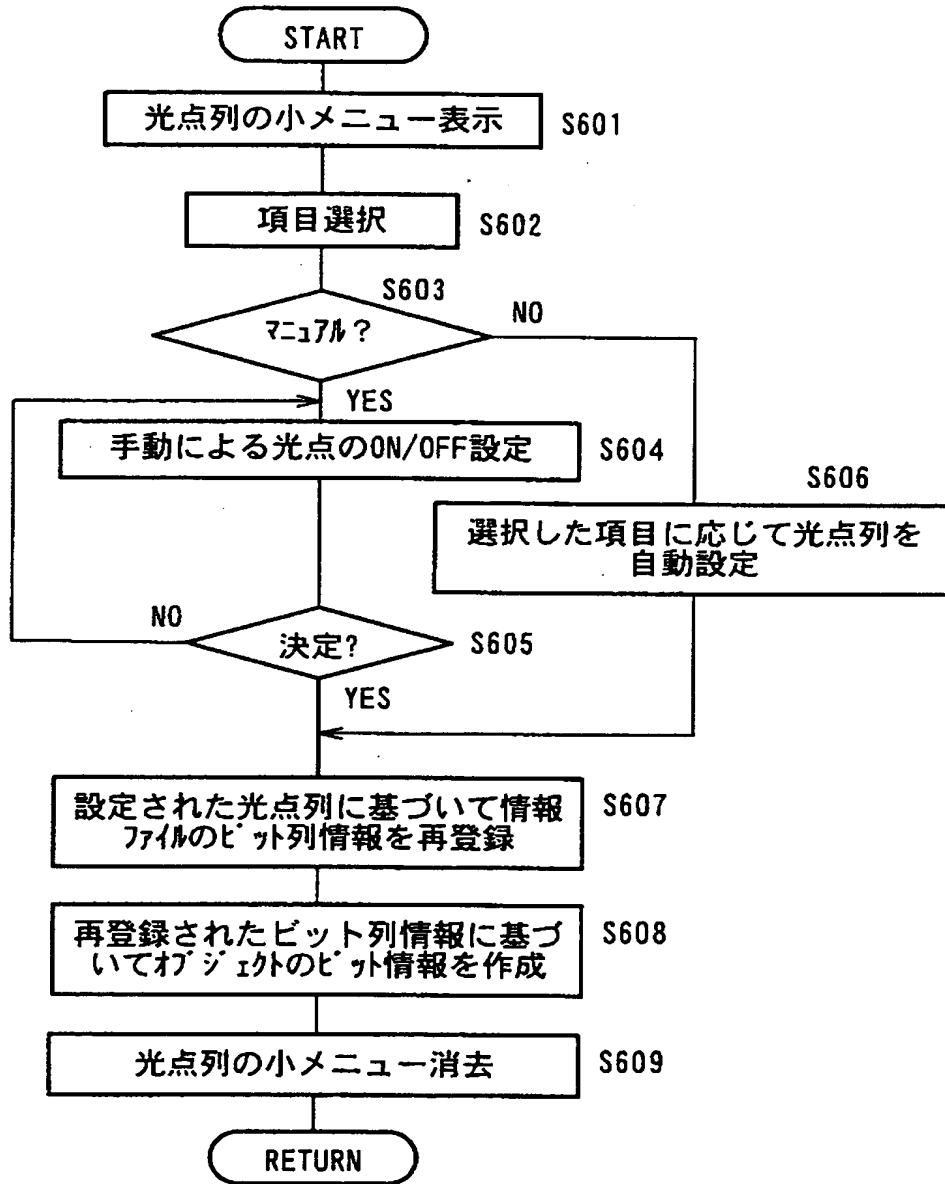 START
光点列の小メニュー表示
S601
項目選択
S602
S603
マニュアル？
NO
YES
手動による光点のON/OFF設定
S604
S606
選択した項目に応じて光点列を
自動設定
NO
決定?
S605
YES
設定された光点列に基づいて情報
ファイルのビット列情報を再登録
S607
再登録されたビット列情報に基づ
いてオブジェクトのビット情報を作成
S608
光点列の小メニュー消去
S609
RETURN